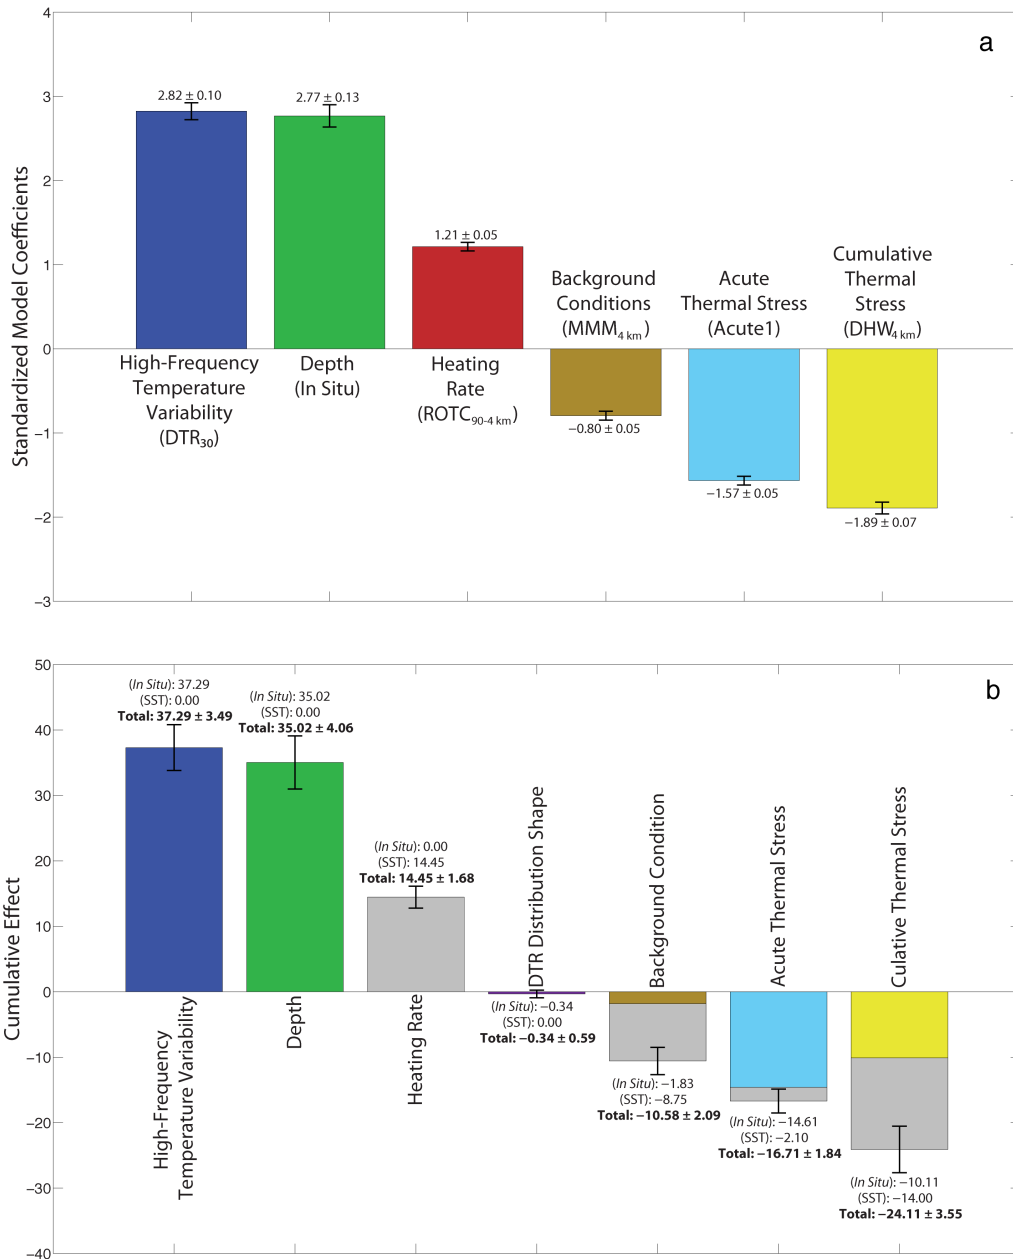 a
4
3
2
1
0
−1
−2
−3
Standardized Model Coefficients
2.82 ± 0.10
2.77 ± 0.13
1.21 ± 0.05
−0.80 ± 0.05
−1.57 ± 0.05
−1.89 ± 0.07
High-Frequency
Temperature
Variability
(DTR30)
Depth
(In Situ)
Heating
Rate
(ROTC90-4 km)
Background
Conditions
(MMM4 km)
Acute
Thermal Stress
(Acute1)
Cumulative
Thermal
Stress
(DHW4 km)
b
50
40
30
20
10
0
−10
−20
−30
−40
Cumulative Effect
(In Situ): 37.29
(SST): 0.00
Total: 37.29 ± 3.49
(In Situ): 35.02
(SST): 0.00
Total: 35.02 ± 4.06
(In Situ): 0.00
(SST): 14.45
Total: 14.45 ± 1.68
(In Situ): −0.34
(SST): 0.00
Total: −0.34 ± 0.59
(In Situ): −1.83
(SST): −8.75
Total: −10.58 ± 2.09
(In Situ): −14.61
(SST): −2.10
Total: −16.71 ± 1.84
(In Situ): −10.11
(SST): −14.00
Total: −24.11 ± 3.55
High-Frequency
Temperature Variability
Depth
Heating Rate
DTR Distribution Shape
Background Condition
Acute Thermal Stress
Culative Thermal Stress